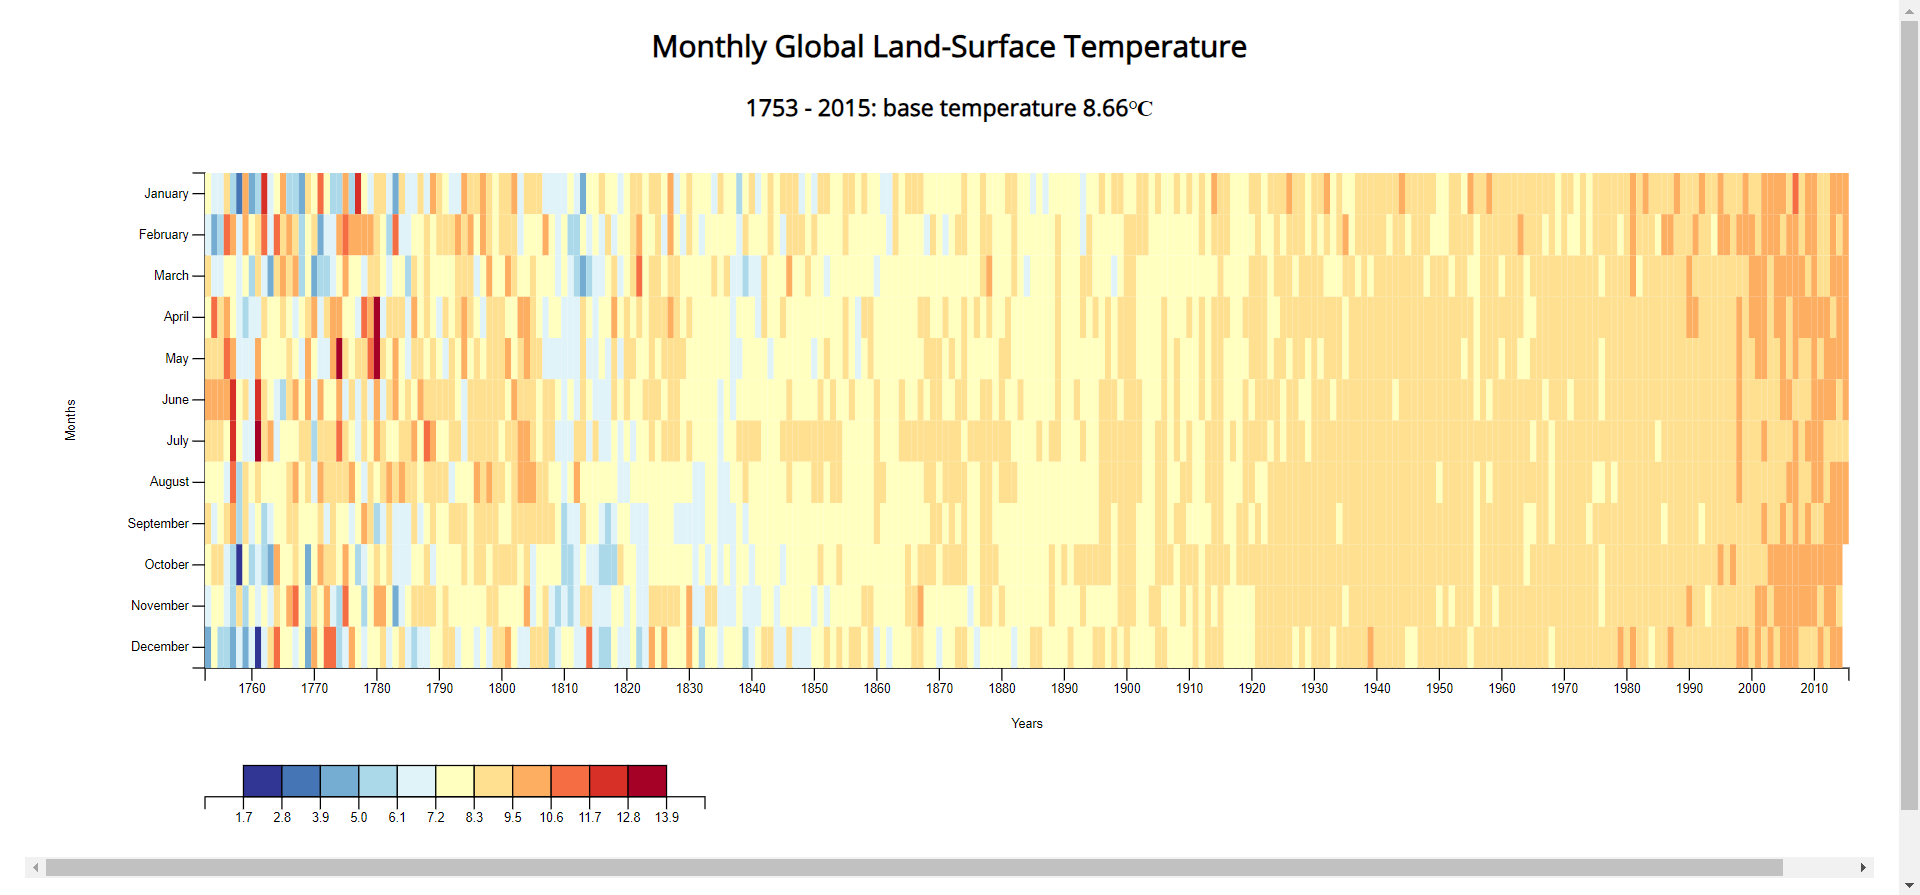 Monthly Global Land-Surface Temperature
1753 - 2015: base temperature 8.66°C
January
February
March
April
May
June
July
August
September
October
November
December
Months
1760 1770 1780 1790 1800 1810 1820 1830 1840 1850 1860 1870 1880 1890 1900 1910 1920 1930 1940 1950 1960 1970 1980 1990 2000 2010
Years
1.7 2.8 3.9 5.0 6.1 7.2 8.3 9.5 10.6 11.7 12.8 13.9